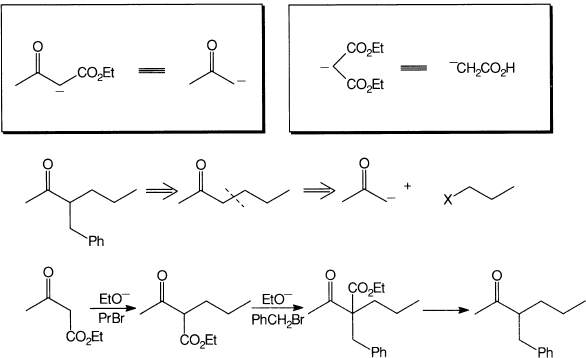 O
CO₂Et
−
≡
O
−
−
CO₂Et
CO₂Et
≡
−CH₂CO₂H
O
Ph
⇒
O
⇒
O
−
+
X
O
CO₂Et
EtO−
PrBr
O
CO₂Et
EtO−
PhCH₂Br
O
CO₂Et
Ph
O
Ph